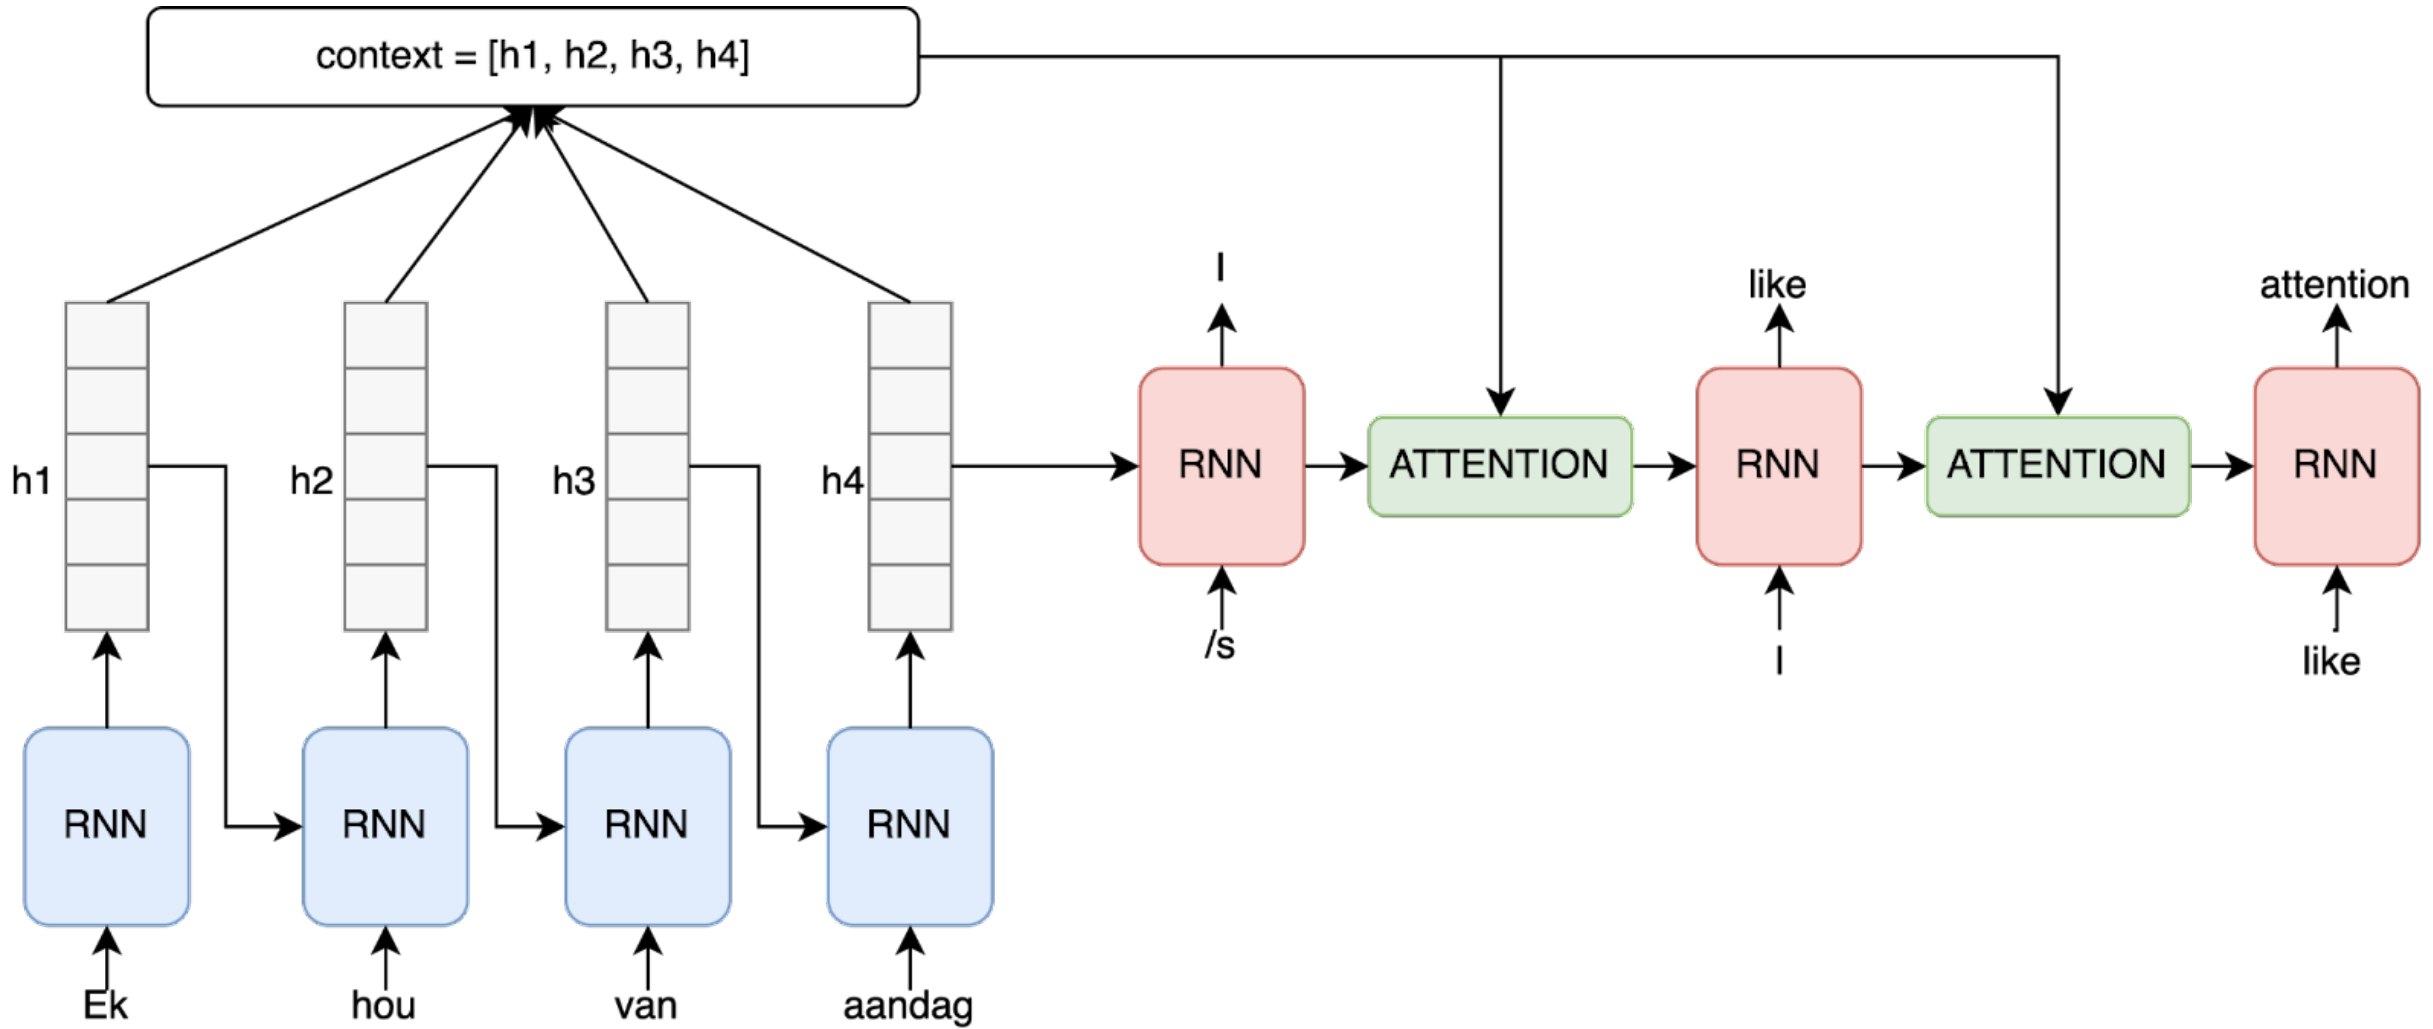 context = [h1, h2, h3, h4]
I
like
attention
h1
h2
h3
h4
RNN
ATTENTION
RNN
ATTENTION
RNN
/s
I
like
RNN
RNN
RNN
RNN
Ek
hou
van
aandag